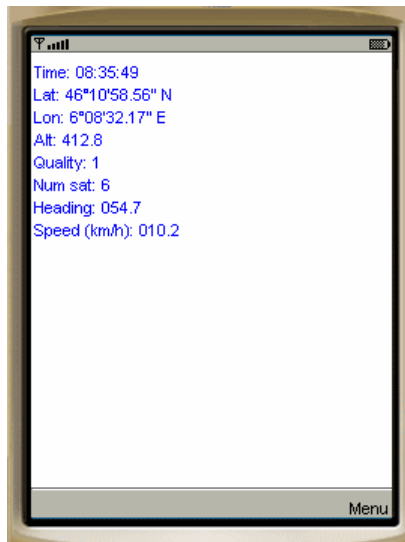 Time: 08:35:49
Lat: 46°10'58.56" N
Lon: 6°08'32.17" E
Alt: 412.8
Quality: 1
Num sat: 6
Heading: 054.7
Speed (km/h): 010.2
Menu